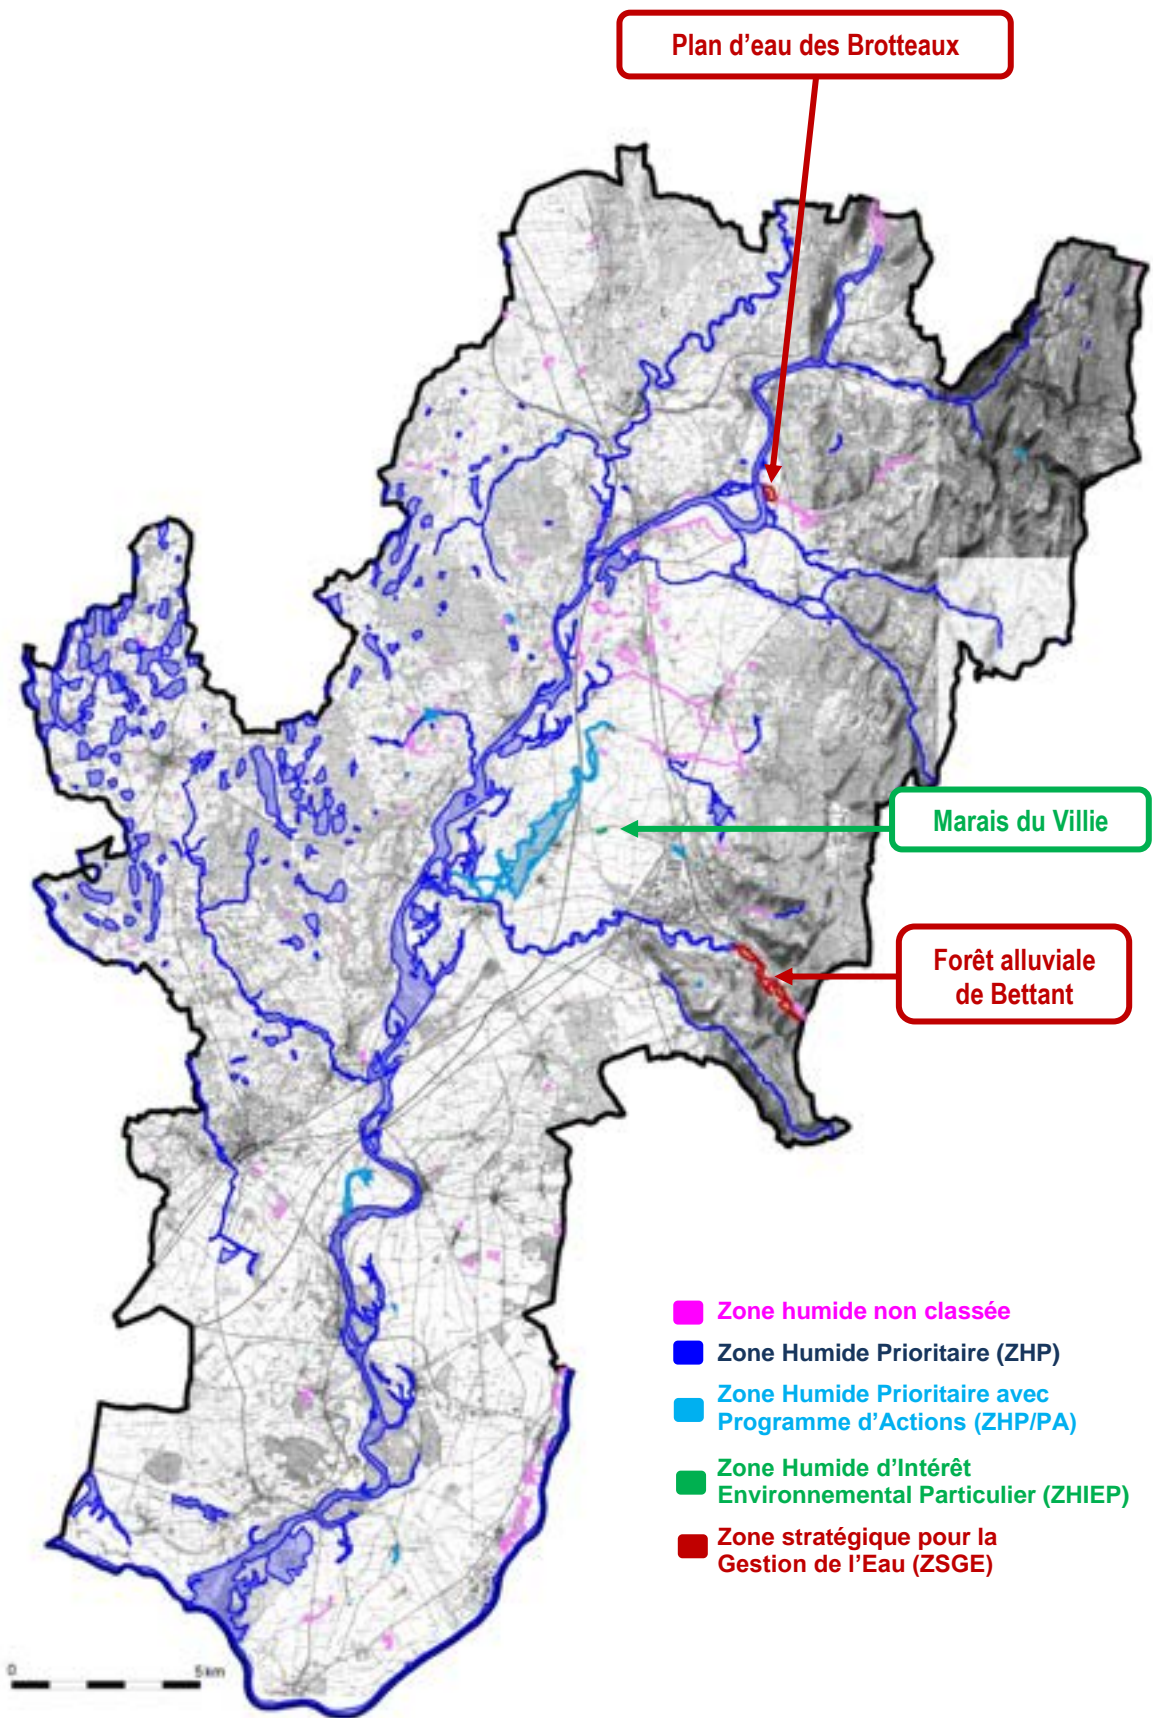 Plan d’eau des Brotteaux
Marais du Villie
Forêt alluviale
de Bettant
Zone humide non classée
Zone Humide Prioritaire (ZHP)
Zone Humide Prioritaire avec
Programme d’Actions (ZHP/PA)
Zone Humide d’Intérêt
Environnemental Particulier (ZHIEP)
Zone stratégique pour la
Gestion de l’Eau (ZSGE)
0 5 km